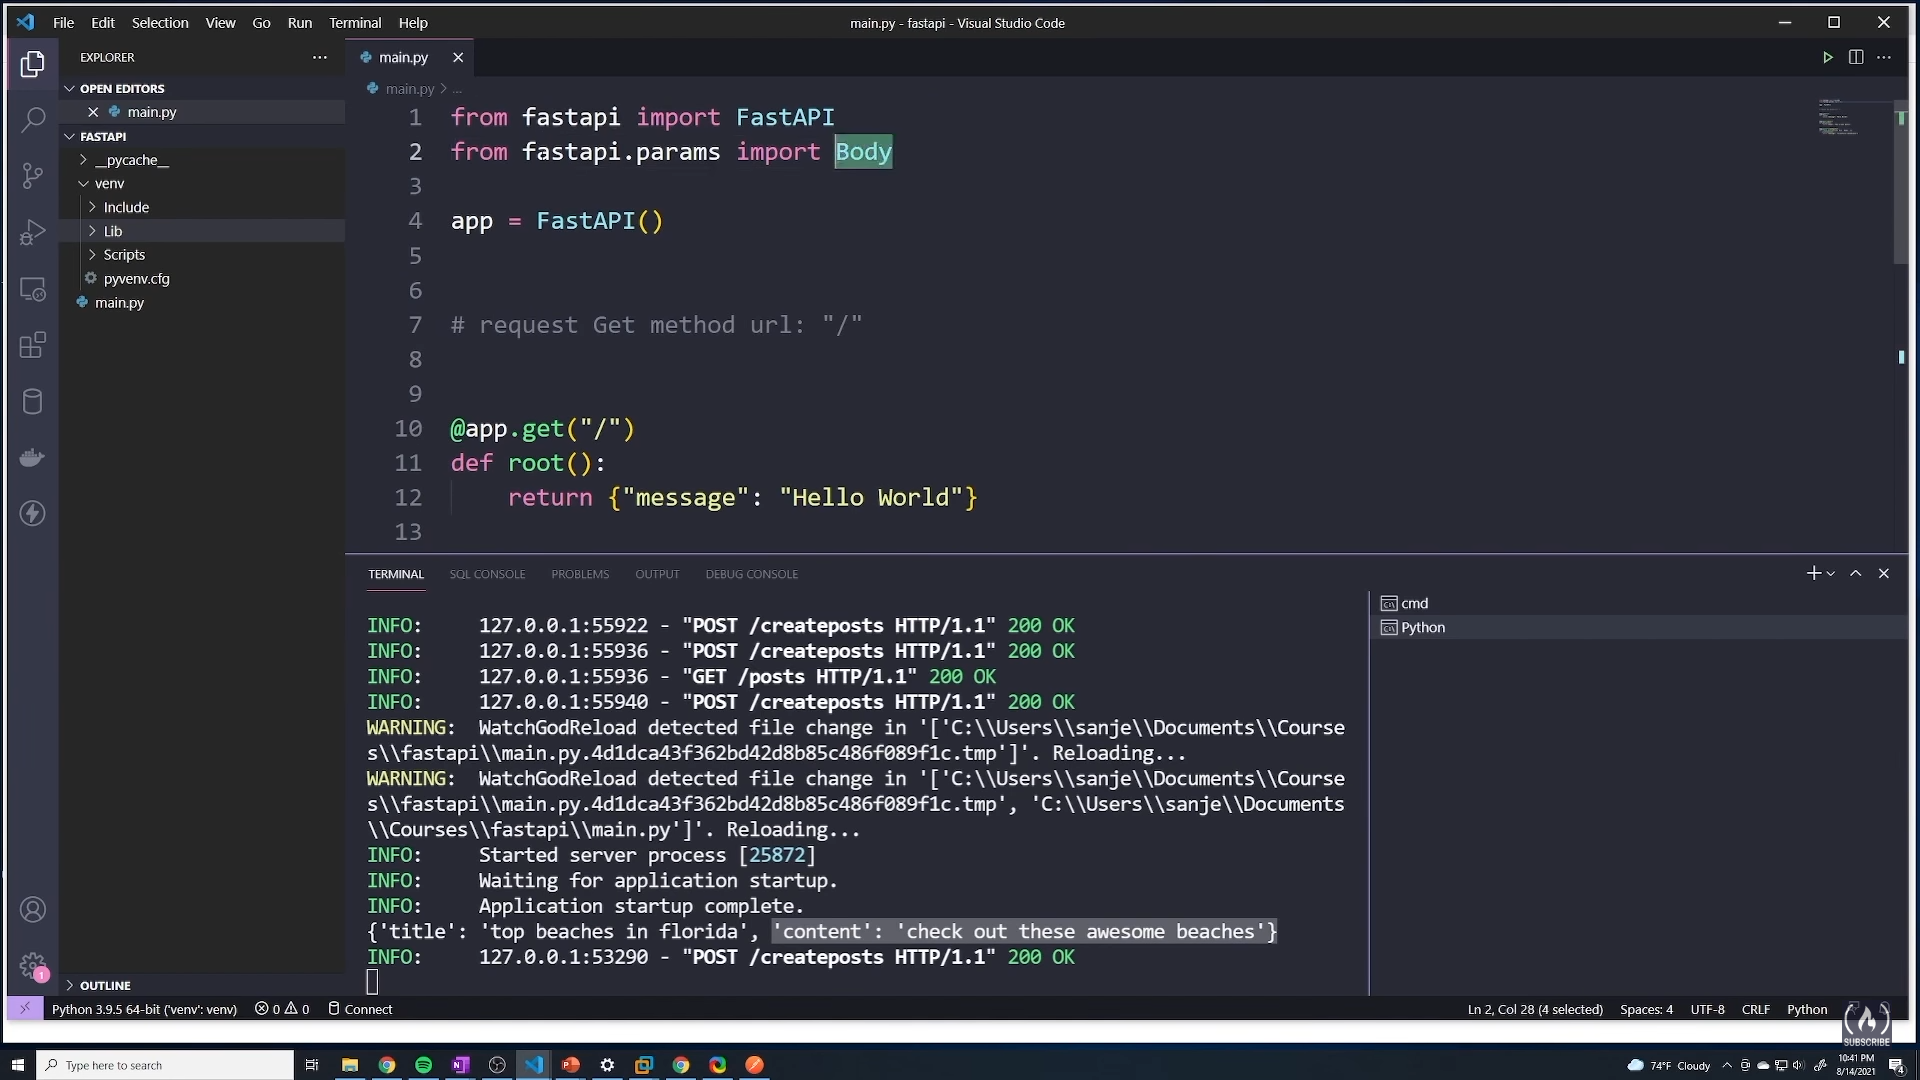 File Edit Selection View Go Run Terminal Help
main.py - fastapi - Visual Studio Code
EXPLORER
OPEN EDITORS
main.py
FASTAPI
__pycache__
venv
Include
Lib
Scripts
pyvenv.cfg
main.py
OUTLINE
main.py
main.py > ...
1 from fastapi import FastAPI
2 from fastapi.params import Body
3
4 app = FastAPI()
5
6
7 # request Get method url: "/"
8
9
10 @app.get("/")
11 def root():
12 return {"message": "Hello World"}
13
TERMINAL SQL CONSOLE PROBLEMS OUTPUT DEBUG CONSOLE
INFO: 127.0.0.1:55922 - "POST /createposts HTTP/1.1" 200 OK
INFO: 127.0.0.1:55936 - "POST /createposts HTTP/1.1" 200 OK
INFO: 127.0.0.1:55936 - "GET /posts HTTP/1.1" 200 OK
INFO: 127.0.0.1:55940 - "POST /createposts HTTP/1.1" 200 OK
WARNING: WatchGodReload detected file change in '['C:\\Users\\sanje\\Documents\\Course
s\\fastapi\\main.py.4d1dca43f362bd42d8b85c486f089f1c.tmp']'. Reloading...
WARNING: WatchGodReload detected file change in '['C:\\Users\\sanje\\Documents\\Course
s\\fastapi\\main.py.4d1dca43f362bd42d8b85c486f089f1c.tmp', 'C:\\Users\\sanje\\Documents
\\Courses\\fastapi\\main.py']'. Reloading...
INFO: Started server process [25872]
INFO: Waiting for application startup.
INFO: Application startup complete.
{'title': 'top beaches in florida', 'content': 'check out these awesome beaches'}
INFO: 127.0.0.1:53290 - "POST /createposts HTTP/1.1" 200 OK
cmd
Python
1
Python 3.9.5 64-bit ('venv': venv) 0 0 Connect
Ln 2, Col 28 (4 selected) Spaces: 4 UTF-8 CRLF Python
SUBSCRIBE
Type here to search
74°F Cloudy
10:41 PM
8/14/2021
4